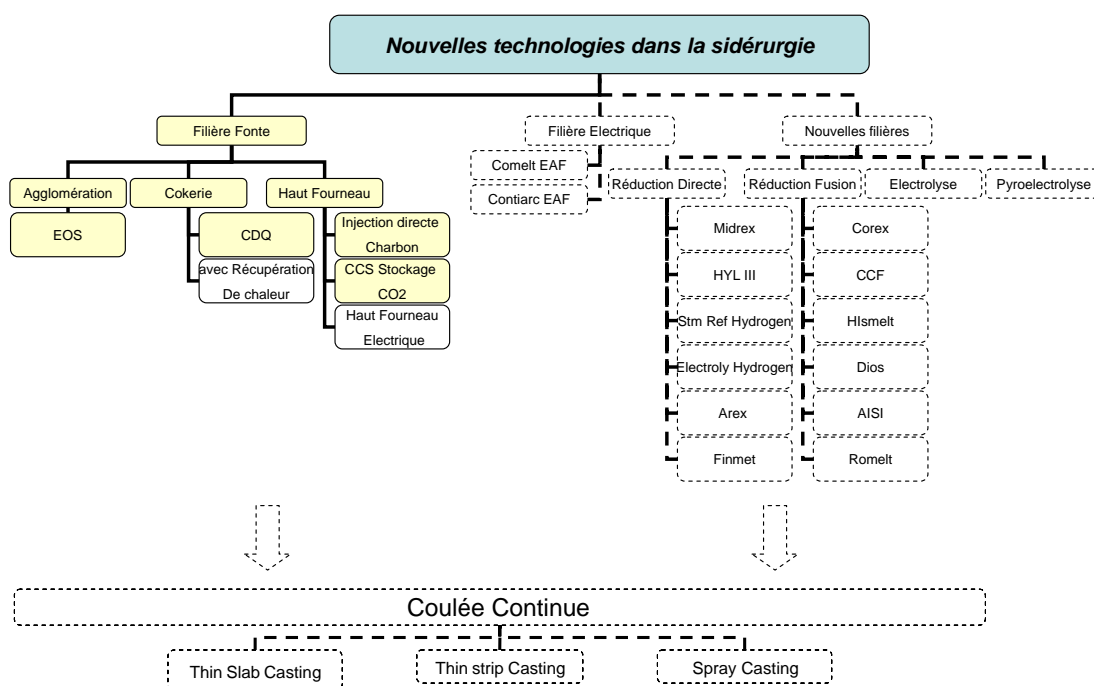 Nouvelles technologies dans la sidérurgie
Filière Fonte
Filière Electrique
Nouvelles filières
Comelt EAF
Contiarc EAF
Agglomération
Cokerie
Haut Fourneau
Réduction Directe
Réduction Fusion
Electrolyse
Pyroelectrolyse
EOS
CDQ
avec Récupération
De chaleur
Injection directe
Charbon
CCS Stockage
CO2
Haut Fourneau
Electrique
Midrex
HYL III
Stm Ref Hydrogen
Electroly Hydrogen
Arex
Finmet
Corex
CCF
HIsmelt
Dios
AISI
Romelt
Coulée Continue
Thin Slab Casting
Thin strip Casting
Spray Casting